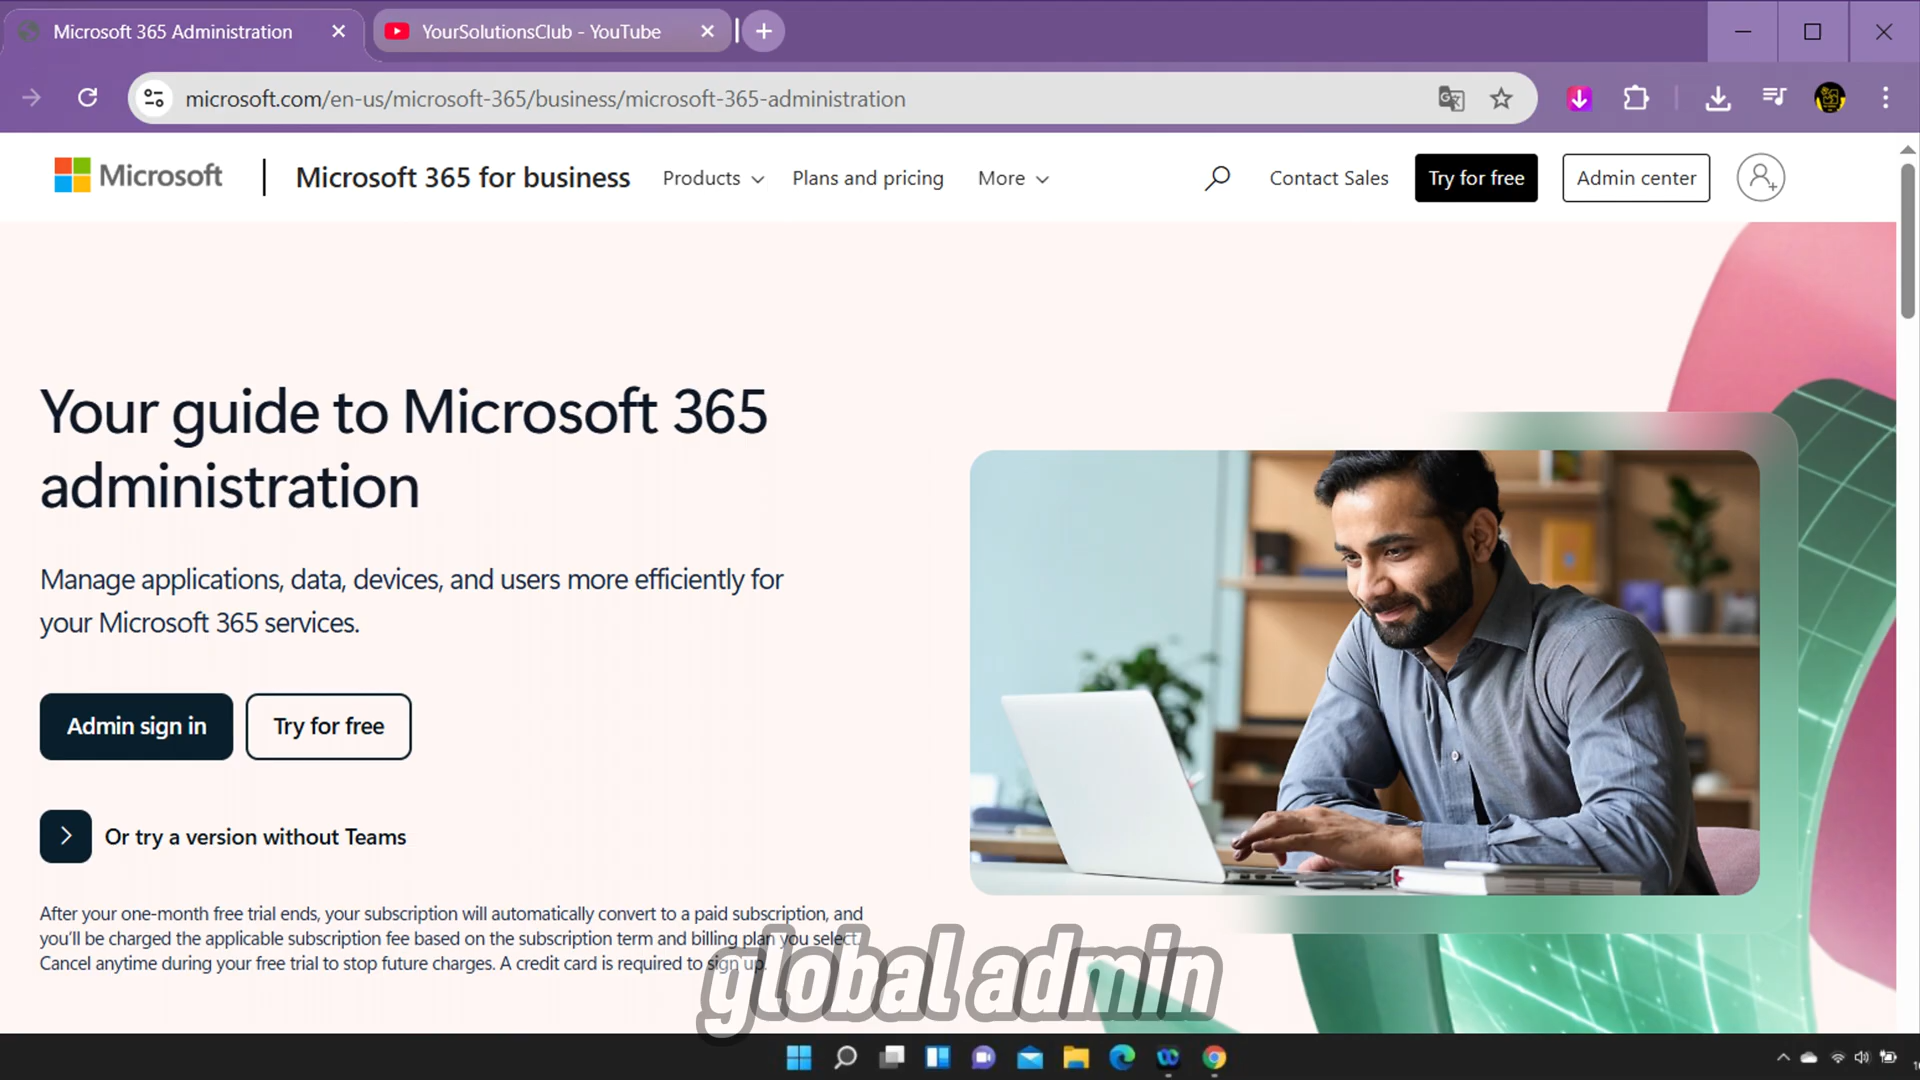 Microsoft 365 Administration
YourSolutionsClub - YouTube
microsoft.com/en-us/microsoft-365/business/microsoft-365-administration
Microsoft
Microsoft 365 for business
Products
Plans and pricing
More
Contact Sales
Try for free
Admin center
Your guide to Microsoft 365
administration
Manage applications, data, devices, and users more efficiently for
your Microsoft 365 services.
Admin sign in
Try for free
Or try a version without Teams
After your one-month free trial ends, your subscription will automatically convert to a paid subscription, and
you'll be charged the applicable subscription fee based on the subscription term and billing plan you select.
Cancel anytime during your free trial to stop future charges. A credit card is required to sign up.
global admin